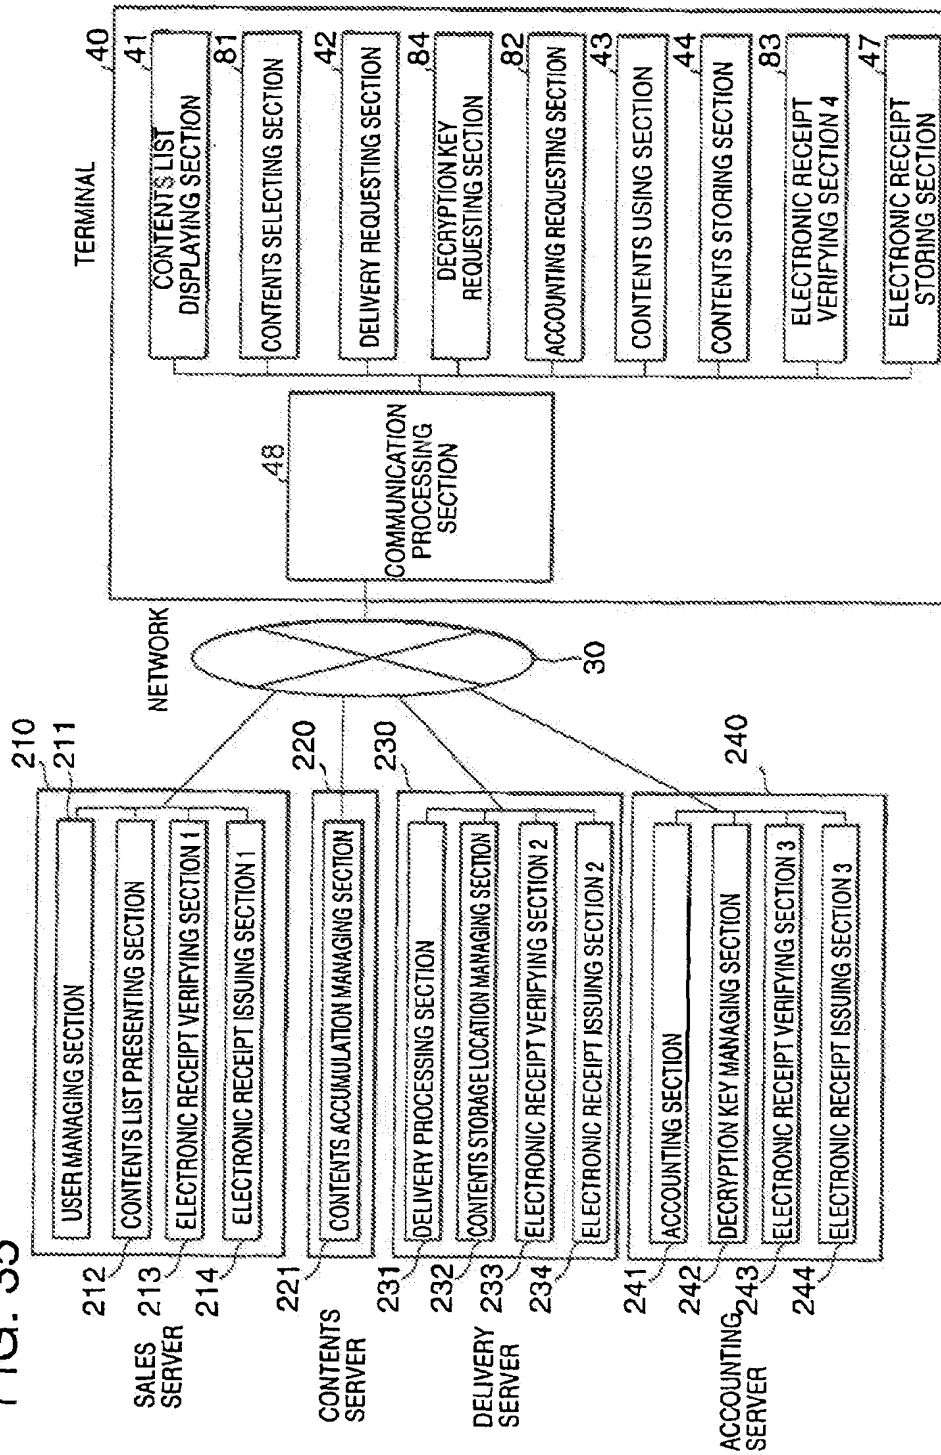 FIG. 35
SALES
SERVER
210
211
USER MANAGING SECTION
212
CONTENTS LIST PRESENTING SECTION
213
ELECTRONIC RECEIPT VERIFYING SECTION 1
214
ELECTRONIC RECEIPT ISSUING SECTION 1
CONTENTS
SERVER
220
221
CONTENTS ACCUMULATION MANAGING SECTION
DELIVERY
SERVER
230
231
DELIVERY PROCESSING SECTION
232
CONTENTS STORAGE LOCATION MANAGING SECTION
233
ELECTRONIC RECEIPT VERIFYING SECTION 2
234
ELECTRONIC RECEIPT ISSUING SECTION 2
ACCOUNTING
SERVER
240
241
ACCOUNTING SECTION
242
DECRYPTION KEY MANAGING SECTION
243
ELECTRONIC RECEIPT VERIFYING SECTION 3
244
ELECTRONIC RECEIPT ISSUING SECTION 3
NETWORK
30
TERMINAL
40
48
COMMUNICATION
PROCESSING
SECTION
41
CONTENTS LIST
DISPLAYING SECTION
81
CONTENTS SELECTING SECTION
42
DELIVERY REQUESTING SECTION
84
DECRYPTION KEY
REQUESTING SECTION
82
ACCOUNTING REQUESTING SECTION
43
CONTENTS USING SECTION
44
CONTENTS STORING SECTION
83
ELECTRONIC RECEIPT
VERIFYING SECTION 4
47
ELECTRONIC RECEIPT
STORING SECTION